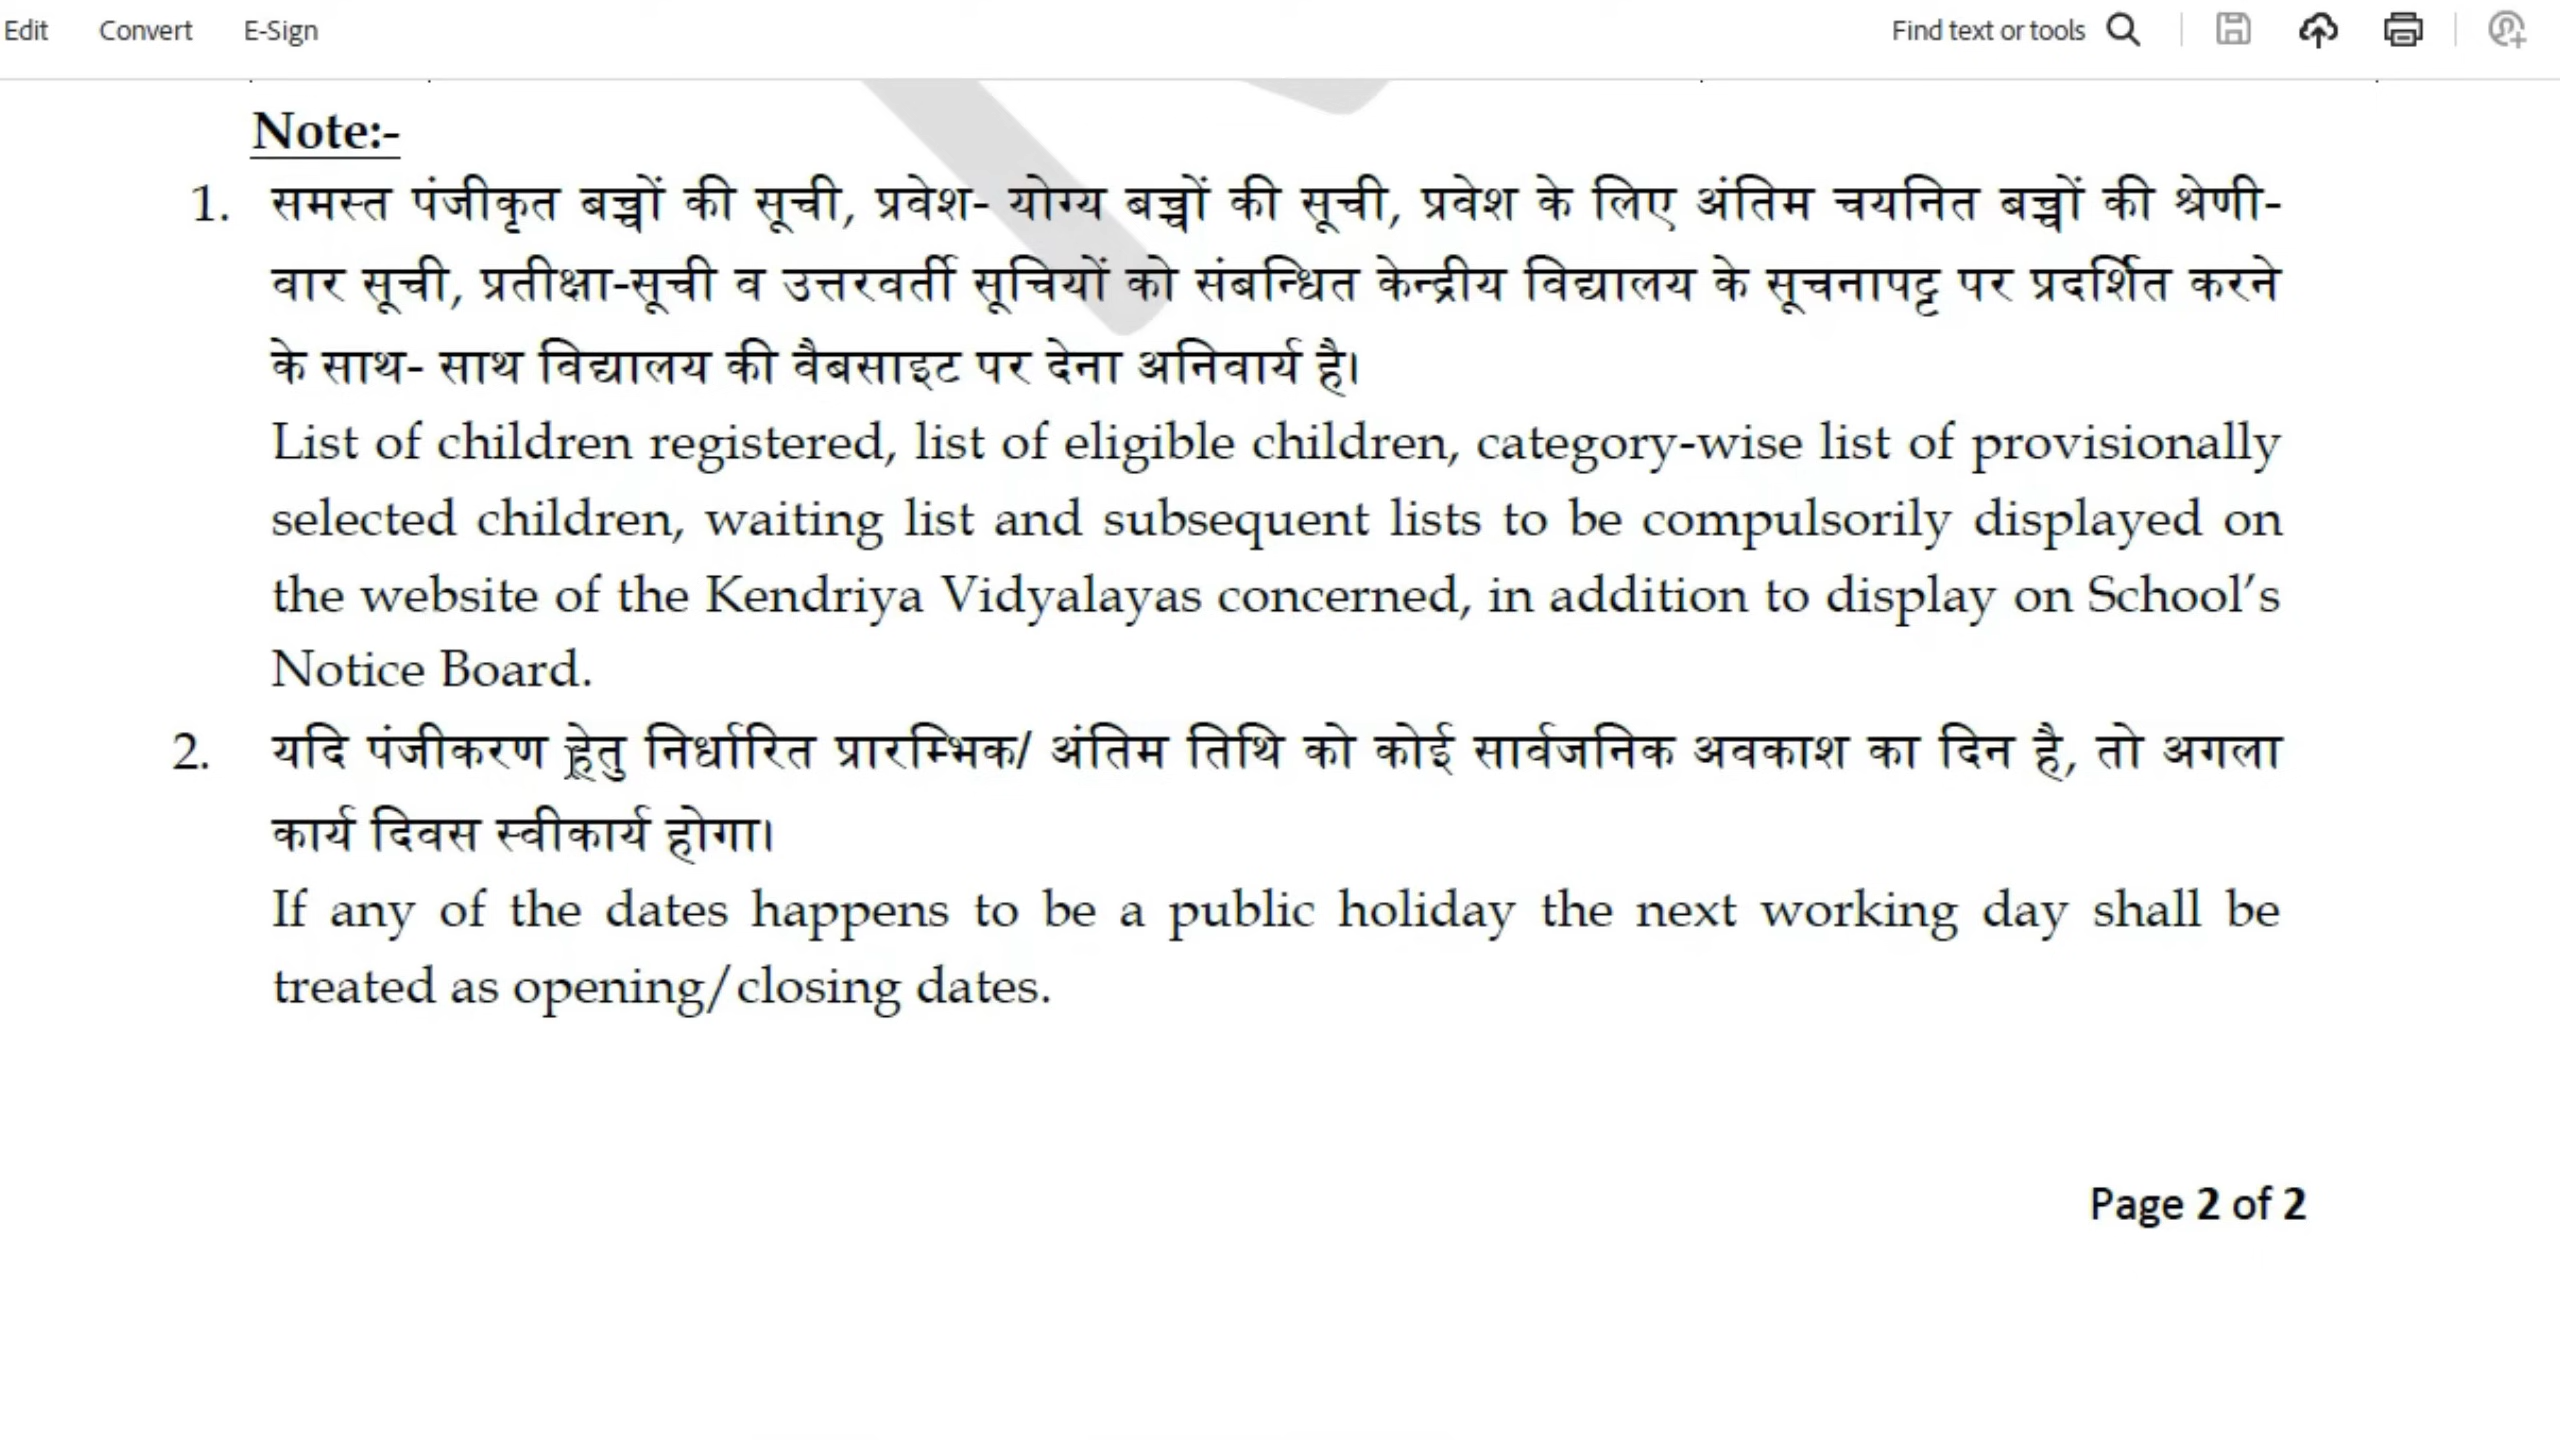 Edit Convert E-Sign Find text or tools
Note:-
1. समस्त पंजीकृत बच्चों की सूची, प्रवेश- योग्य बच्चों की सूची, प्रवेश के लिए अंतिम चयनित बच्चों की श्रेणी-
वार सूची, प्रतीक्षा-सूची व उत्तरवर्ती सूचियों को संबन्धित केन्द्रीय विद्यालय के सूचनापट्ट पर प्रदर्शित करने
के साथ- साथ विद्यालय की वैबसाइट पर देना अनिवार्य है।
List of children registered, list of eligible children, category-wise list of provisionally
selected children, waiting list and subsequent lists to be compulsorily displayed on
the website of the Kendriya Vidyalayas concerned, in addition to display on School’s
Notice Board.
2. यदि पंजीकरण हेतु निर्धारित प्रारम्भिक/ अंतिम तिथि को कोई सार्वजनिक अवकाश का दिन है, तो अगला
कार्य दिवस स्वीकार्य होगा।
If any of the dates happens to be a public holiday the next working day shall be
treated as opening/closing dates.
Page 2 of 2